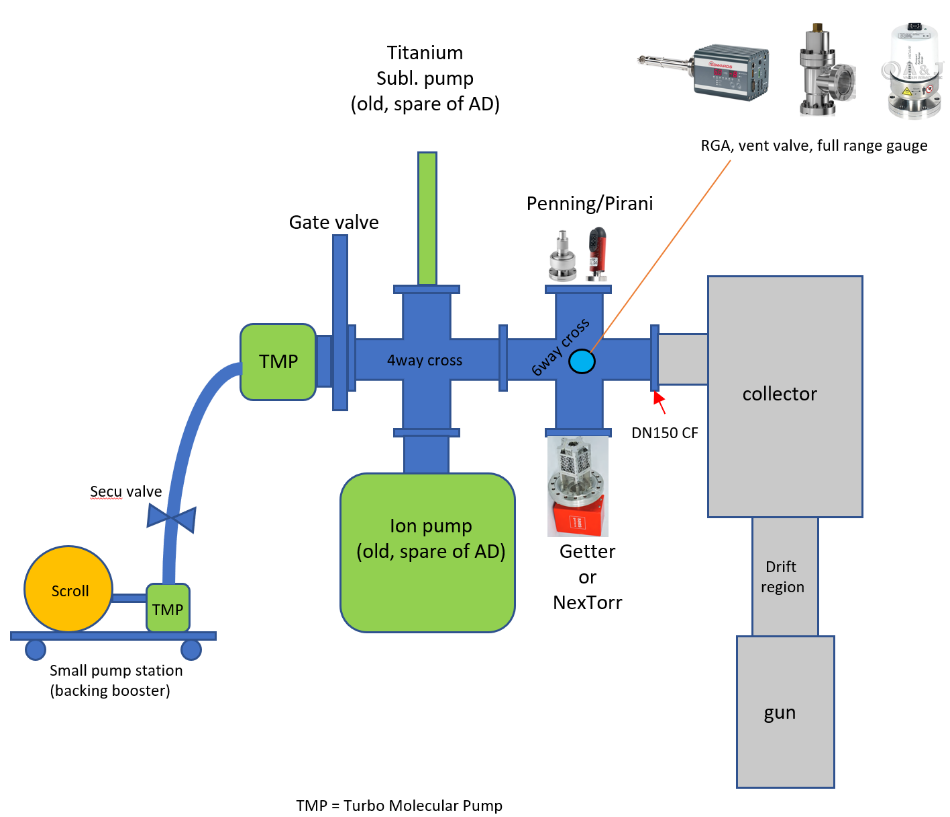 Titanium
Subl. pump
(old, spare of AD)
RGA, vent valve, full range gauge
Penning/Pirani
Gate valve
TMP
4way cross
6way cross
collector
DN150 CF
Secu valve
Ion pump
(old, spare of AD)
Getter
or
NexTorr
Scroll
TMP
Drift
region
Small pump station
(backing booster)
gun
TMP = Turbo Molecular Pump